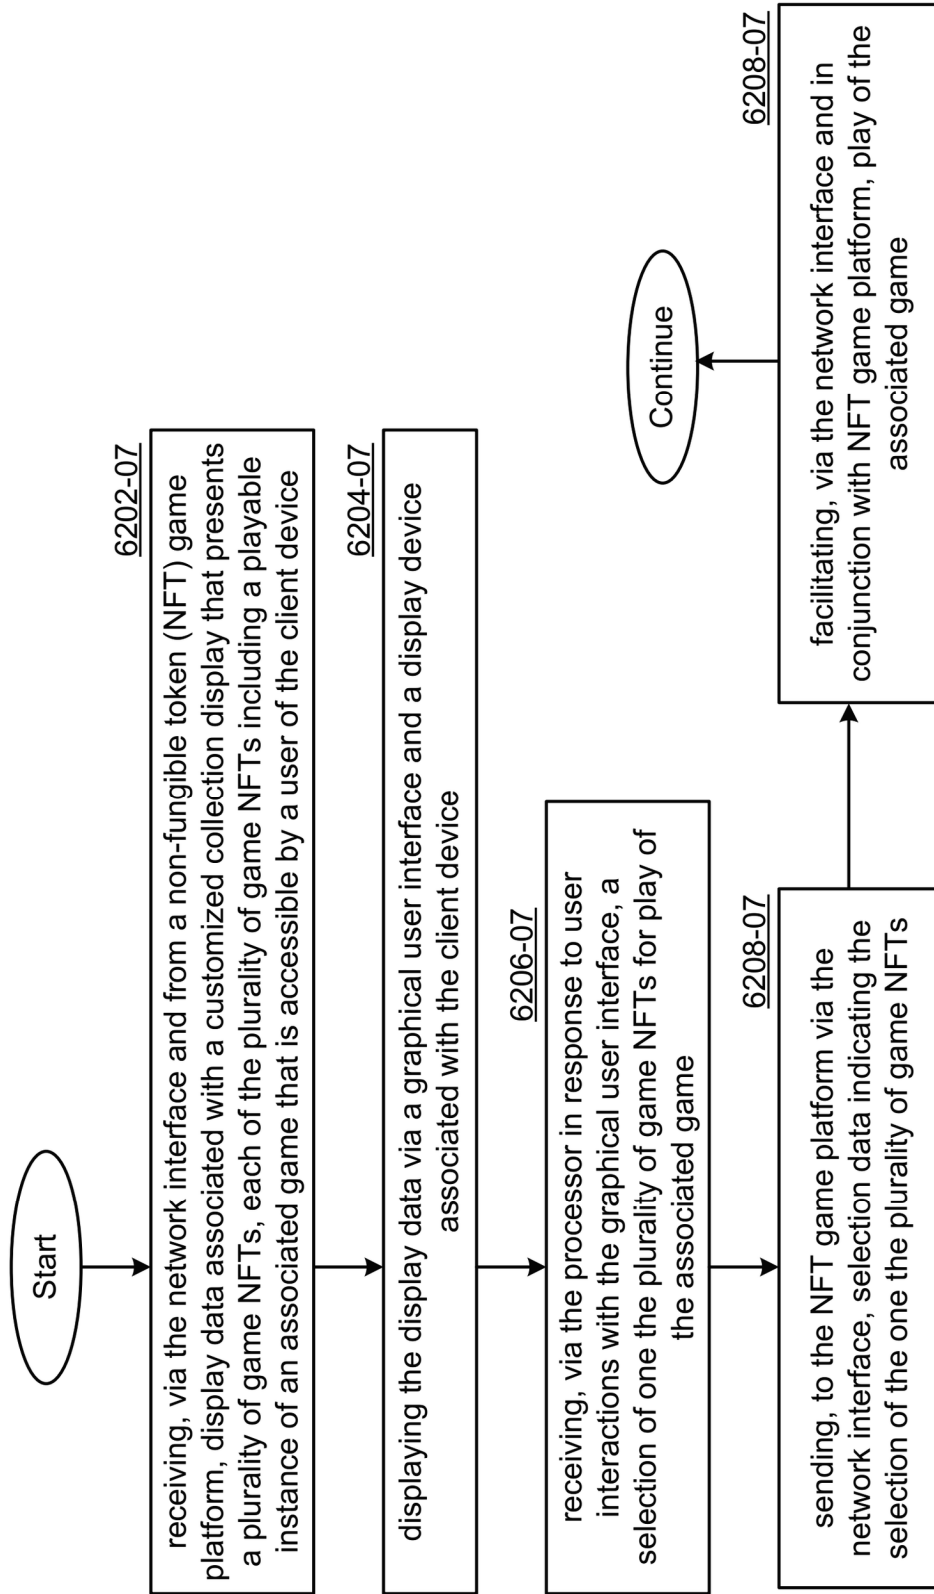 Start
6202-07
receiving, via the network interface and from a non-fungible token (NFT) game
platform, display data associated with a customized collection display that presents
a plurality of game NFTs, each of the plurality of game NFTs including a playable
instance of an associated game that is accessible by a user of the client device
6204-07
displaying the display data via a graphical user interface and a display device
associated with the client device
6206-07
receiving, via the processor in response to user
interactions with the graphical user interface, a
selection of one the plurality of game NFTs for play of
the associated game
6208-07
sending, to the NFT game platform via the
network interface, selection data indicating the
selection of the one the plurality of game NFTs
6208-07
facilitating, via the network interface and in
conjunction with NFT game platform, play of the
associated game
Continue